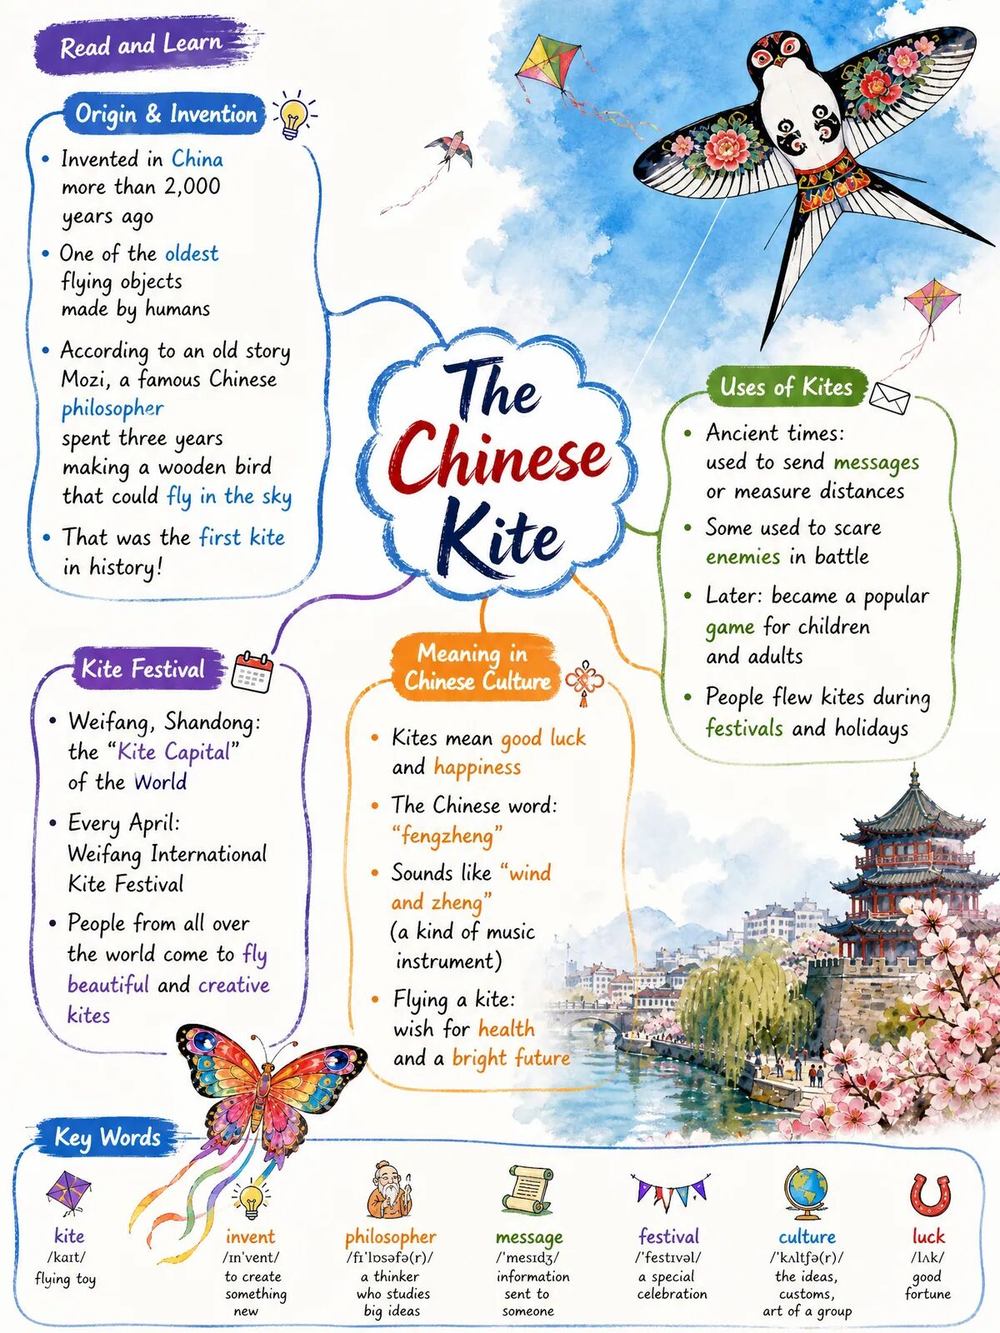 Read and Learn
Origin & Invention
• Invented in China
more than 2,000
years ago
• One of the oldest
flying objects
made by humans
• According to an old story
Mozi, a famous Chinese
philosopher
spent three years
making a wooden bird
that could fly in the sky
• That was the first kite
in history!
The
Chinese
Kite
Uses of Kites
• Ancient times:
used to send messages
or measure distances
• Some used to scare
enemies in battle
• Later: became a popular
game for children
and adults
• People flew kites during
festivals and holidays
Kite Festival
• Weifang, Shandong:
the “Kite Capital”
of the World
• Every April:
Weifang International
Kite Festival
• People from all over
the world come to fly
beautiful and creative
kites
Meaning in
Chinese Culture
• Kites mean good luck
and happiness
• The Chinese word:
“fengzheng”
• Sounds like “wind
and zheng”
(a kind of music
instrument)
• Flying a kite:
wish for health
and a bright future
Key Words
kite
/kaɪt/
flying toy
invent
/ɪnˈvent/
to create
something
new
philosopher
/fɪˈlɒsəfə(r)/
a thinker
who studies
big ideas
message
/ˈmesɪdʒ/
information
sent to
someone
festival
/ˈfestɪvəl/
a special
celebration
culture
/ˈkʌltʃə(r)/
the ideas,
customs,
art of a group
luck
/lʌk/
good
fortune